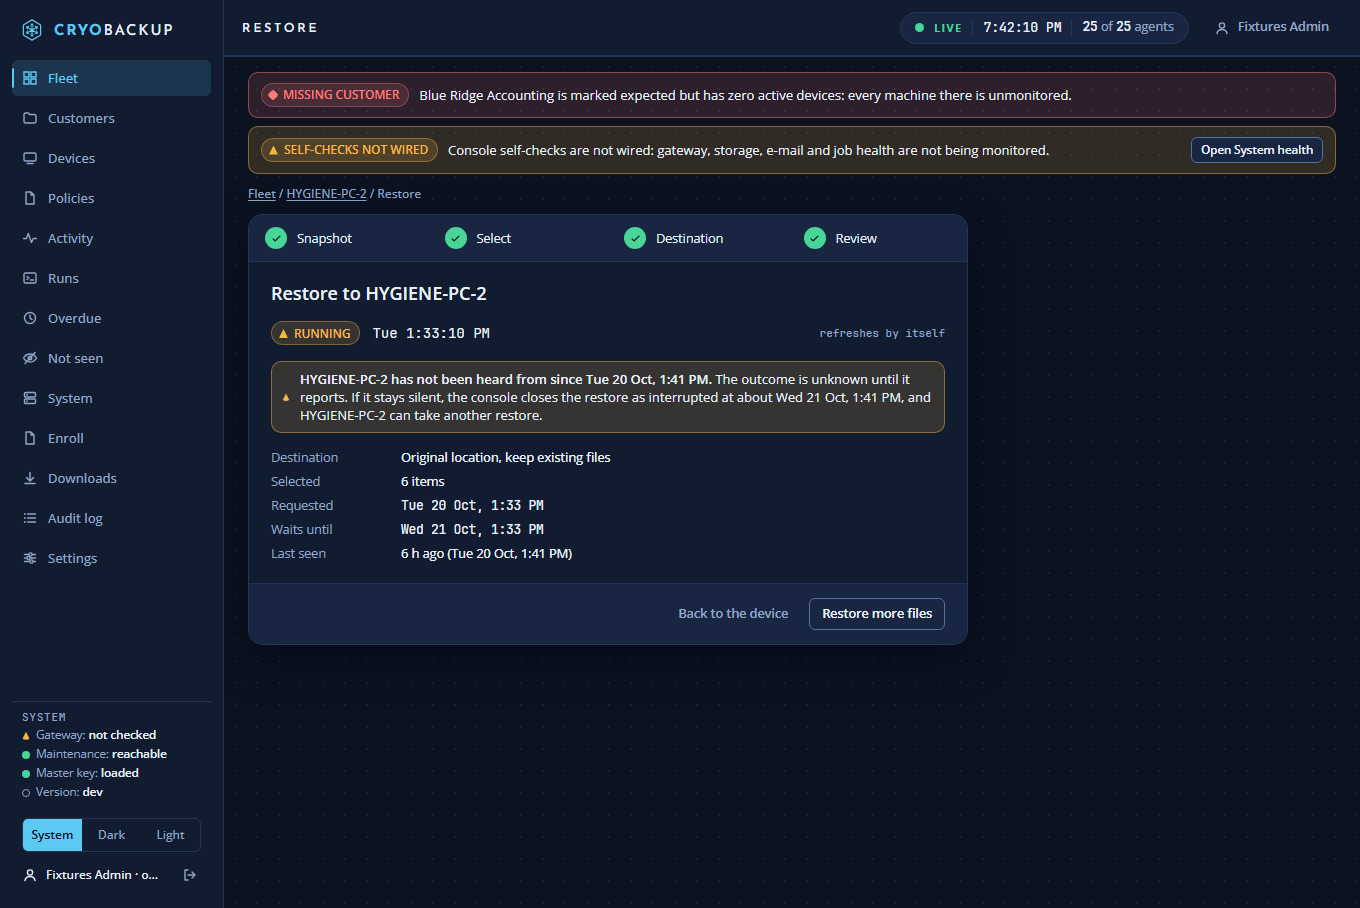 CRYOBACKUP
RESTORE
LIVE 7:42:10 PM 25 of 25 agents
Fixtures Admin
Fleet
Customers
Devices
Policies
Activity
Runs
Overdue
Not seen
System
Enroll
Downloads
Audit log
Settings
MISSING CUSTOMER Blue Ridge Accounting is marked expected but has zero active devices: every machine there is unmonitored.
SELF-CHECKS NOT WIRED Console self-checks are not wired: gateway, storage, e-mail and job health are not being monitored. Open System health
Fleet / HYGIENE-PC-2 / Restore
Snapshot Select Destination Review
Restore to HYGIENE-PC-2
RUNNING Tue 1:33:10 PM refreshes by itself
HYGIENE-PC-2 has not been heard from since Tue 20 Oct, 1:41 PM. The outcome is unknown until it
reports. If it stays silent, the console closes the restore as interrupted at about Wed 21 Oct, 1:41 PM, and
HYGIENE-PC-2 can take another restore.
Destination Original location, keep existing files
Selected 6 items
Requested Tue 20 Oct, 1:33 PM
Waits until Wed 21 Oct, 1:33 PM
Last seen 6 h ago (Tue 20 Oct, 1:41 PM)
Back to the device Restore more files
SYSTEM
Gateway: not checked
Maintenance: reachable
Master key: loaded
Version: dev
System Dark Light
Fixtures Admin · o...